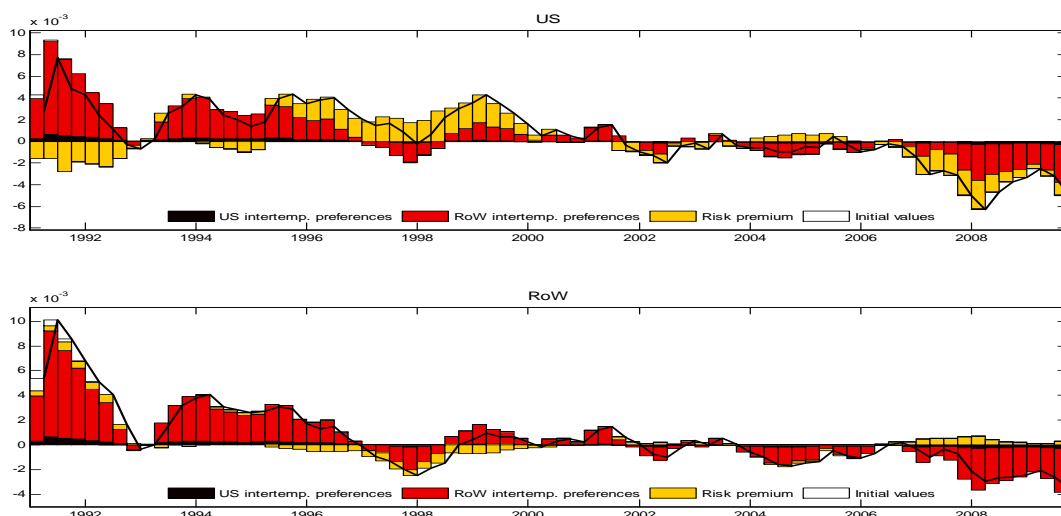 US
x 10⁻³
10
8
6
4
2
0
-2
-4
-6
-8
US intertemp. preferences RoW intertemp. preferences Risk premium Initial values
1992 1994 1996 1998 2000 2002 2004 2006 2008
RoW
x 10⁻³
10
8
6
4
2
0
-2
-4
US intertemp. preferences RoW intertemp. preferences Risk premium Initial values
1992 1994 1996 1998 2000 2002 2004 2006 2008